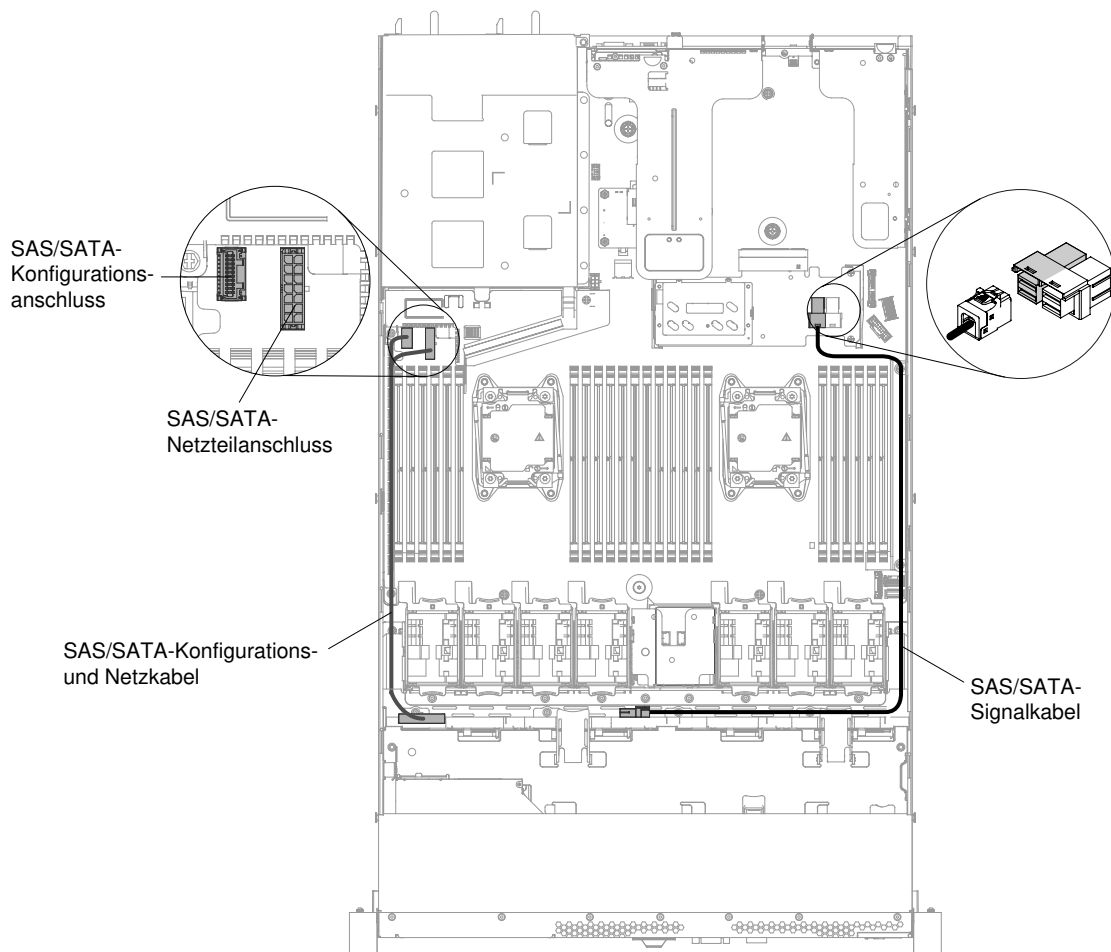 SAS/SATA-
Konfigurations-
anschluss
SAS/SATA-
Netzteilanschluss
SAS/SATA-Konfigurations-
und Netzkabel
SAS/SATA-
Signalkabel